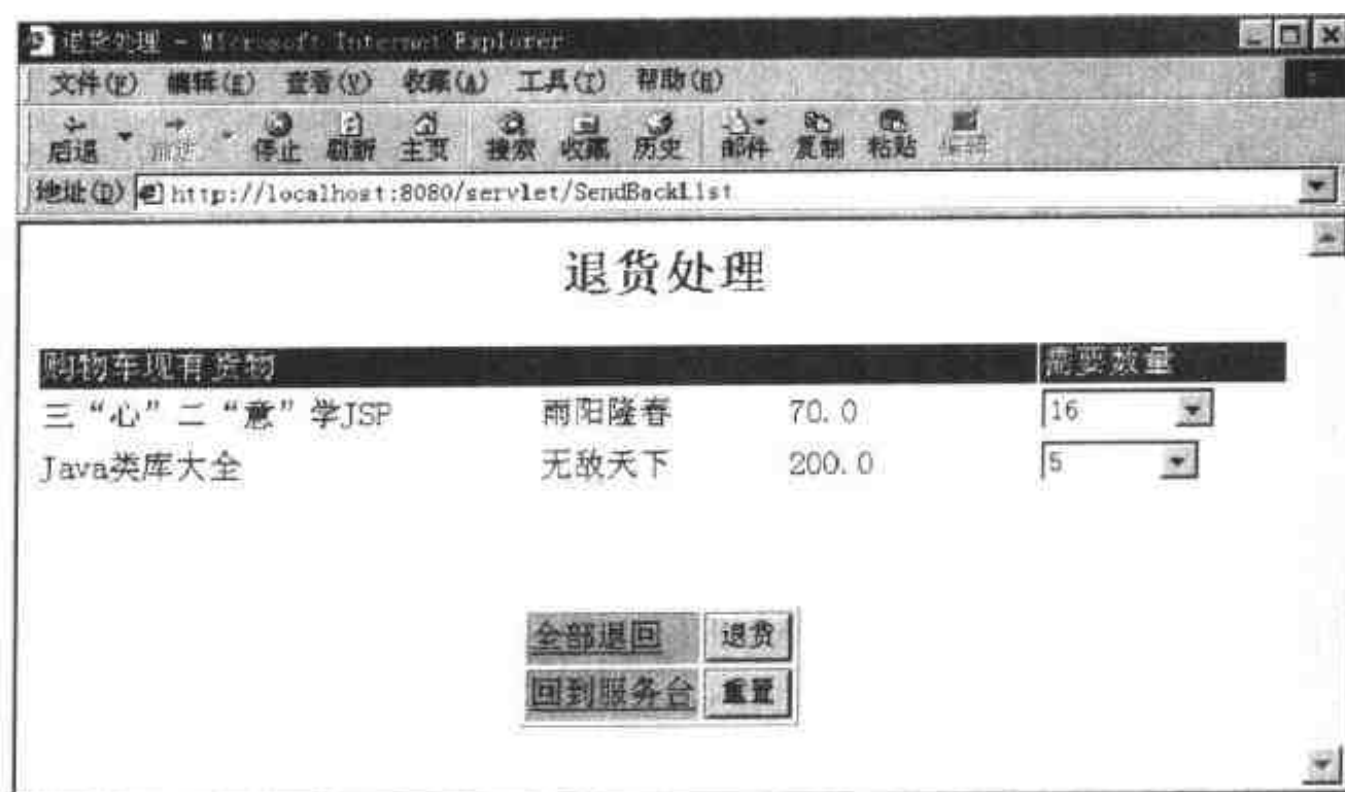 退货处理 - Microsoft Internet Explorer
文件(F) 编辑(E) 查看(V) 收藏(A) 工具(T) 帮助(H)
后退 前进 停止 刷新 主页 搜索 收藏 历史 邮件 复制 粘贴 编辑
地址(D) http://localhost:8080/servlet/SendBackList
退货处理
购物车现有货物 需要数量
三“心”二“意”学JSP 雨阳隆春 70.0 16
Java类库大全 无敌天下 200.0 5
全部退回 退货
回到服务台 重置